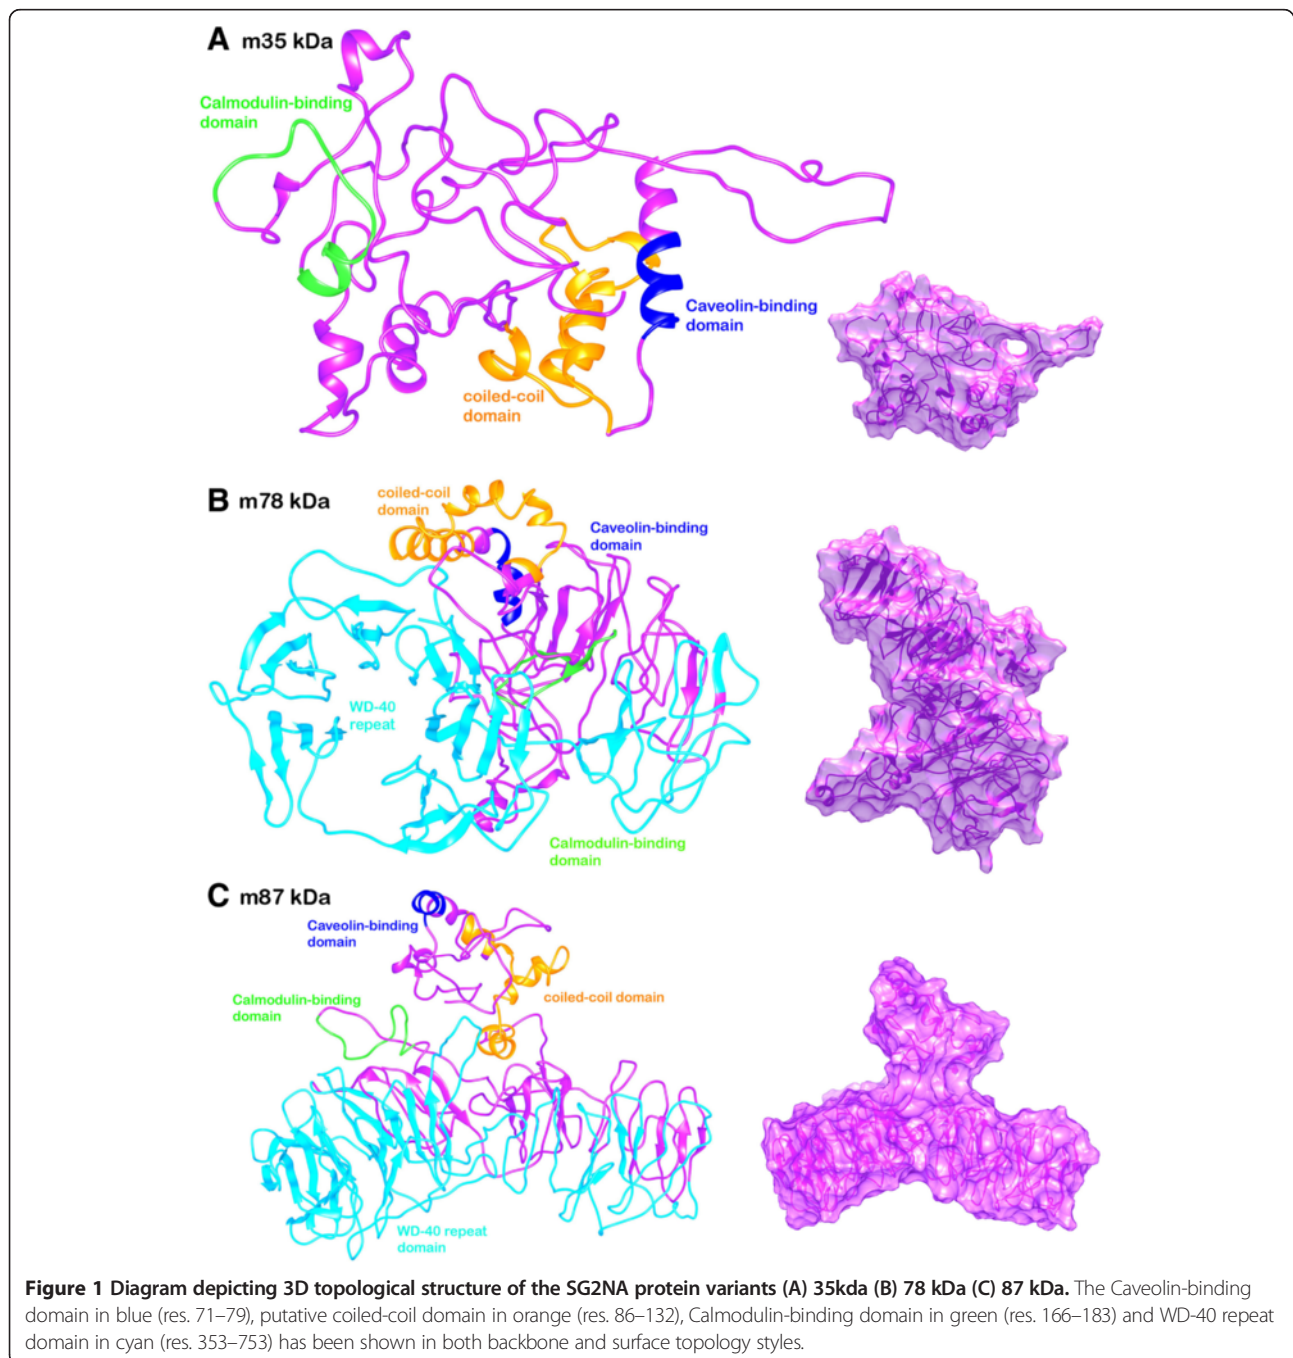 A m35 kDa
Calmodulin-binding
domain
Caveolin-binding
domain
coiled-coil
domain
B m78 kDa
coiled-coil
domain
Caveolin-binding
domain
WD-40
repeat
Calmodulin-binding
domain
C m87 kDa
Caveolin-binding
domain
Calmodulin-binding
domain
coiled-coil domain
WD-40 repeat
domain
Figure 1 Diagram depicting 3D topological structure of the SG2NA protein variants (A) 35kda (B) 78 kDa (C) 87 kDa. The Caveolin-binding
domain in blue (res. 71–79), putative coiled-coil domain in orange (res. 86–132), Calmodulin-binding domain in green (res. 166–183) and WD-40 repeat
domain in cyan (res. 353–753) has been shown in both backbone and surface topology styles.